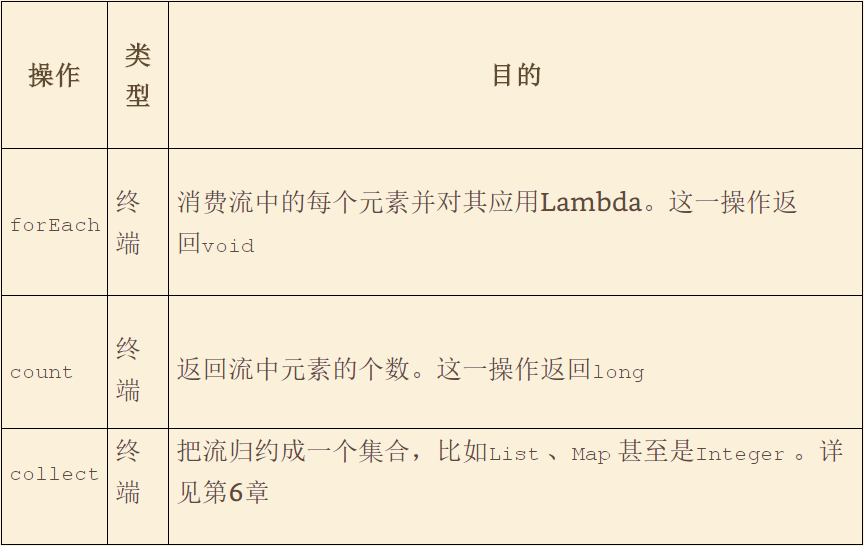 操作
类
型
目的
forEach
终
端
消费流中的每个元素并对其应用Lambda。这一操作返
回void
count
终
端
返回流中元素的个数。这一操作返回long
collect
终
端
把流归约成一个集合，比如List 、Map 甚至是Integer 。详
见第6章